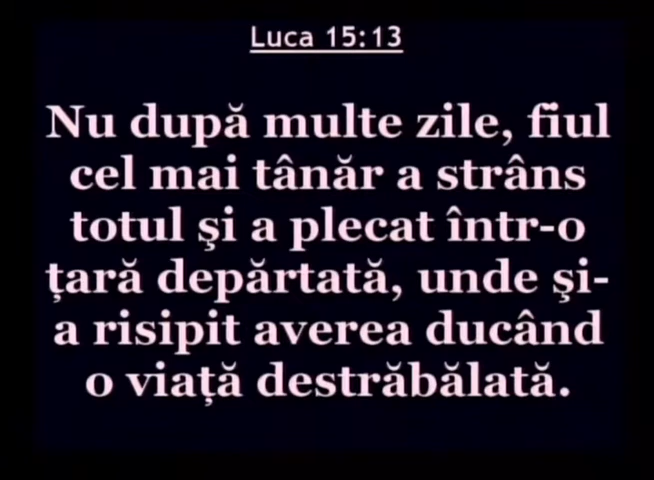 Luca 15:13
Nu după multe zile, fiul
cel mai tânăr a strâns
totul şi a plecat într-o
ţară depărtată, unde şi-
a risipit averea ducând
o viaţă destrăbălată.